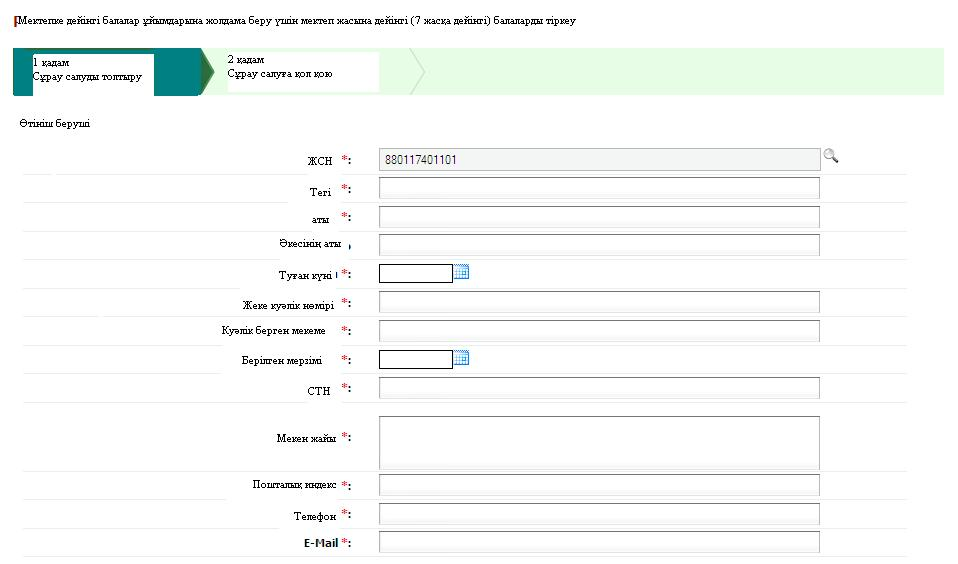 Мектепке дейінгі балалар ұйымдарына жолдама беру үшін мектеп жасына дейінгі (7 жасқа дейінгі) балаларды тіркеу
1 қадам
Сұрау салуды толтыру
2 қадам
Сұрау салуға қол қою
Өтініш беруші
ЖСН *: 880117401101
Тегі *:
аты *:
Әкесінің аты
Туған күні *:
Жеке куәлік нөмірі *:
Куәлік берген мекеме *:
Берілген мерзімі *:
СТН *:
Мекен жайы *:
Пошталық индекс *:
Телефон *:
E-Mail *: